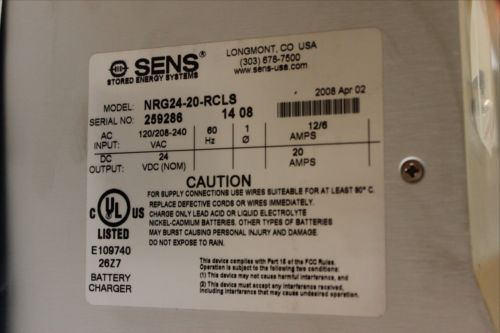 SENS®
STORED ENERGY SYSTEMS
LONGMONT, CO USA
(303) 678-7500
www.sens-usa.com
MODEL: NRG24-20-RCLS
2008 Apr 02
SERIAL NO: 259286 14 08
AC INPUT: 120/208-240 VAC 60 Hz 1 Ø 12/6 AMPS
DC OUTPUT: 24 VDC (NOM) 20 AMPS
CAUTION
FOR SUPPLY CONNECTIONS USE WIRES SUITEABLE FOR AT LEAST 90° C.
REPLACE DEFECTIVE CORDS OR WIRES IMMEDIATELY.
CHARGE ONLY LEAD ACID OR LIQUID ELECTROLYTE
NICKEL-CADMIUM BATTERIES. OTHER TYPES OF BATTERIES
MAY BURST CAUSING PERSONAL INJURY AND DAMAGE.
DO NOT EXPOSE TO RAIN.
C UL® US
LISTED
E109740
26Z7
BATTERY
CHARGER
This device complies with Part 15 of the FCC Rules.
Operation is subject to the following conditions:
(1) This device may not cause harmful interference, and
(2) This device must accept any interference received,
including interference that may cause undesired operation.